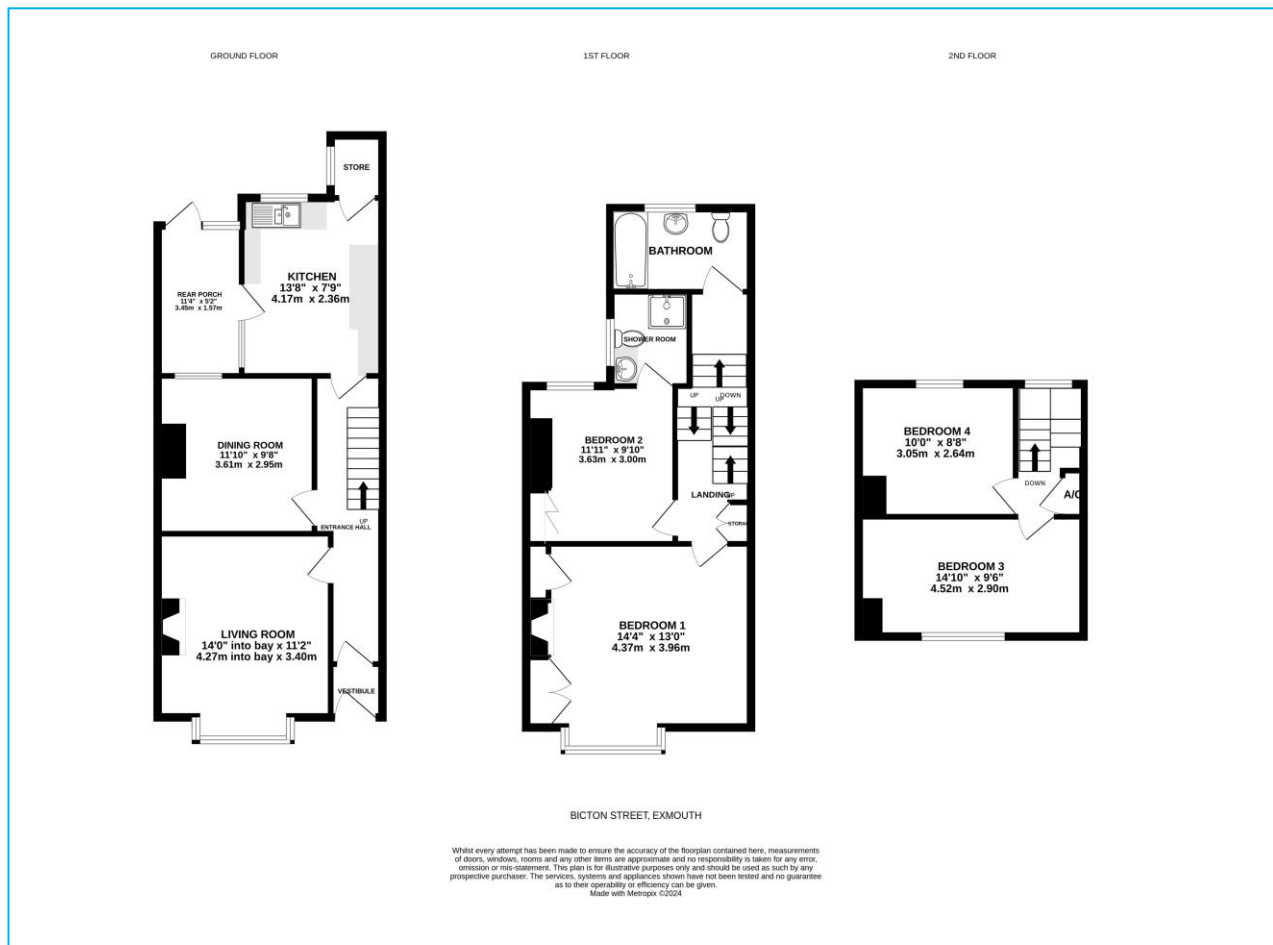 GROUND FLOOR
1ST FLOOR
2ND FLOOR
STORE
KITCHEN
13'8" x 7'9"
4.17m x 2.36m
REAR PORCH
11'4" x 5'2"
3.45m x 1.57m
DINING ROOM
11'10" x 9'8"
3.61m x 2.95m
UP
ENTRANCE HALL
LIVING ROOM
14'0" into bay x 11'2"
4.27m into bay x 3.40m
VESTIBULE
BATHROOM
SHOWER ROOM
UP
DOWN
UP
BEDROOM 2
11'11" x 9'10"
3.63m x 3.00m
LANDING
UP
BEDROOM 1
14'4" x 13'0"
4.37m x 3.96m
BEDROOM 4
10'0" x 8'8"
3.05m x 2.64m
DOWN
BEDROOM 3
14'10" x 9'6"
4.52m x 2.90m
BICTON STREET, EXMOUTH
Whilst every attempt has been made to ensure the accuracy of the floorplan contained here, measurements
of doors, windows, rooms and any other items are approximate and no responsibility is taken for any error,
omission or mis-statement. This plan is for illustrative purposes only and should be used as such by any
prospective purchaser. The services, systems and appliances shown have not been tested and no guarantee
as to their operability or efficiency can be given.
Made with Metropix ©2024